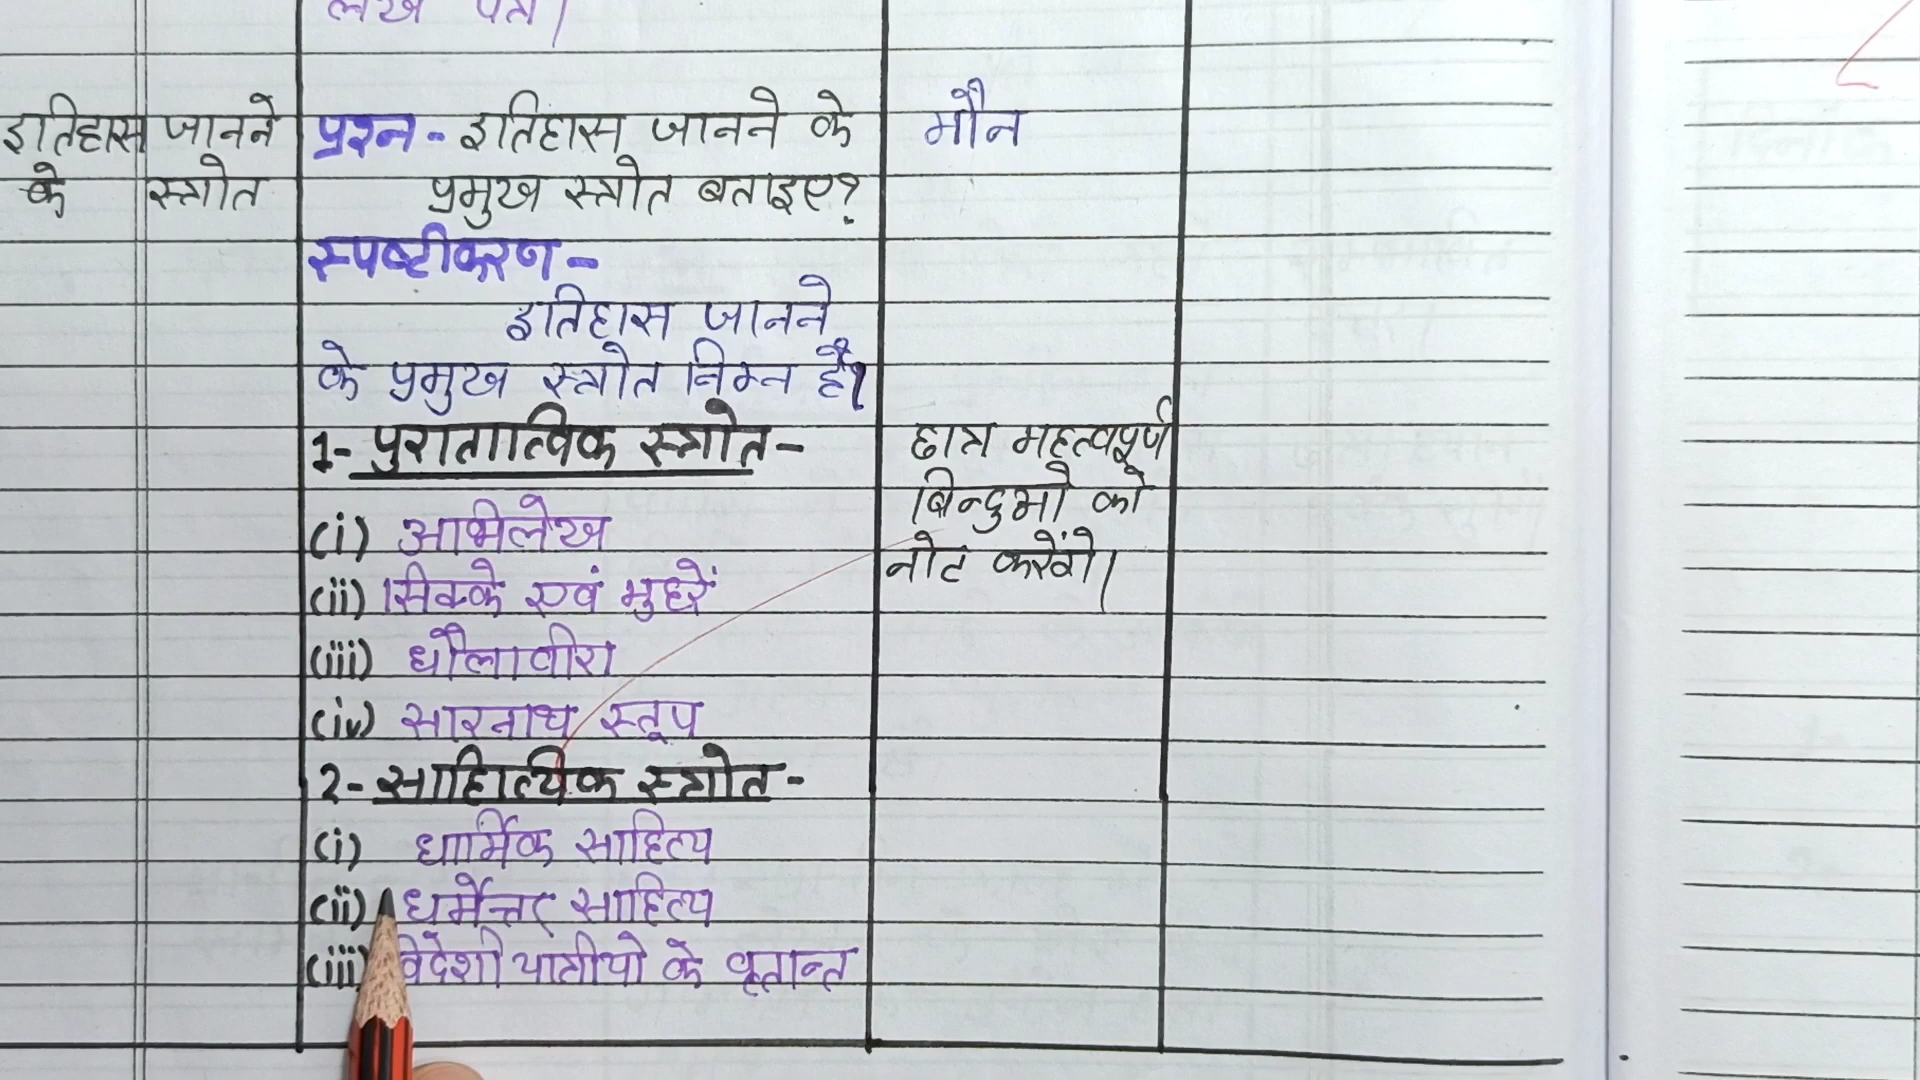 लेख पत्र।
इतिहास जानने
के स्त्रोत
प्रश्न - इतिहास जानने के
प्रमुख स्त्रोत बताइए?
स्पष्टीकरण -
इतिहास जानने
के प्रमुख स्त्रोत निम्न है।
1- पुरातात्विक स्त्रोत -
(i) अभिलेख
(ii) सिक्के एवं मुहरें
(iii) धौलावीरा
(iv) सारनाथ स्तूप
2- साहित्यिक स्त्रोत -
(i) धार्मिक साहित्य
(ii) धर्मेत्तर साहित्य
(iii) विदेशी यात्रीयो के वृतान्त
मौन
छात्र महत्वपूर्ण
बिन्दुओ को
नोट करेंगे।